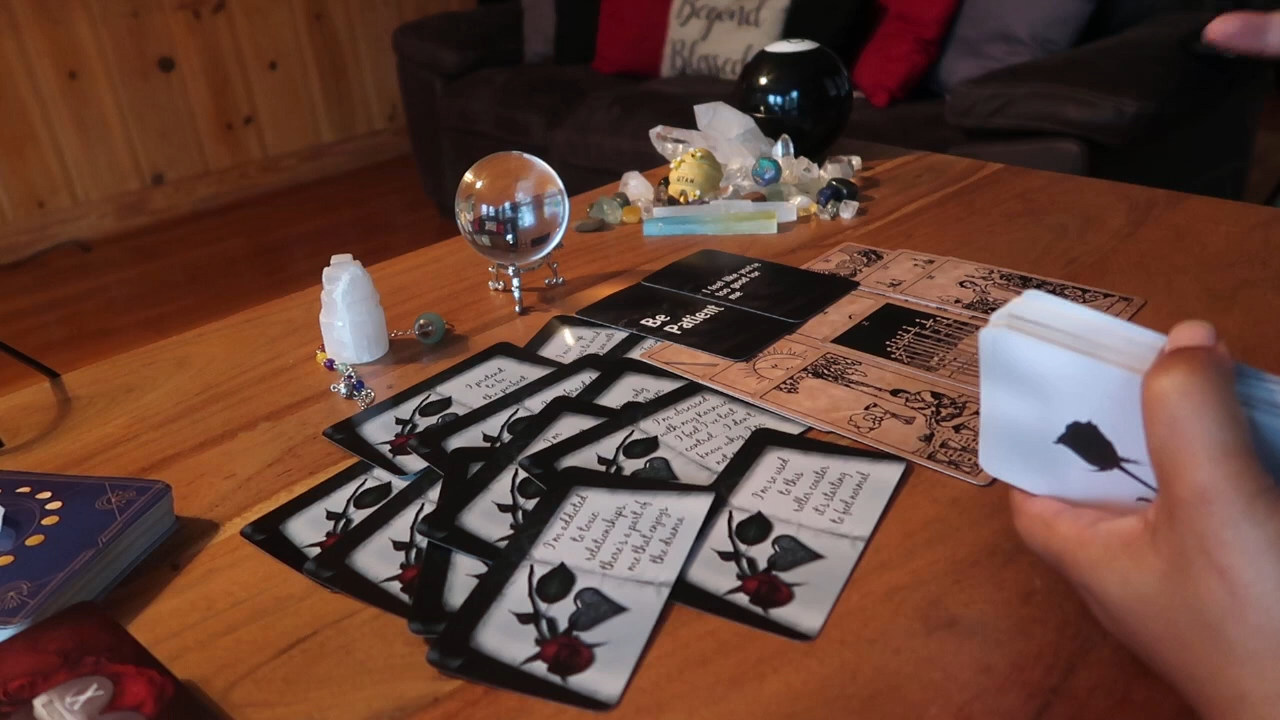 Beyond
Blessed
I feel like you're
too good for
me
Be
Patient
I pretend
to be
the perfect
I'm obsessed
with my karmic
I feel I've lost
control. I don't
know why I'm
I'm so used
to this
roller coaster
it's starting
to feel normal
I'm addicted
to toxic
relationships,
there's a part of
me that enjoys
the drama